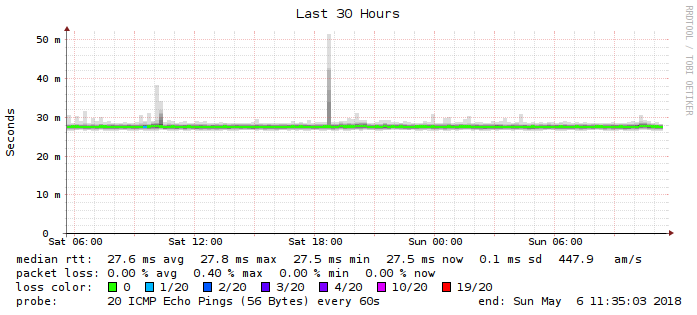 Last 30 Hours
RRDTOOL / TOBI OETIKER
Seconds
50 m
40 m
30 m
20 m
10 m
0
Sat 06:00 Sat 12:00 Sat 18:00 Sun 00:00 Sun 06:00
median rtt: 27.6 ms avg 27.8 ms max 27.5 ms min 27.5 ms now 0.1 ms sd 447.9 am/s
packet loss: 0.00 % avg 0.40 % max 0.00 % min 0.00 % now
loss color: 0 1/20 2/20 3/20 4/20 10/20 19/20
probe: 20 ICMP Echo Pings (56 Bytes) every 60s end: Sun May 6 11:35:03 2018